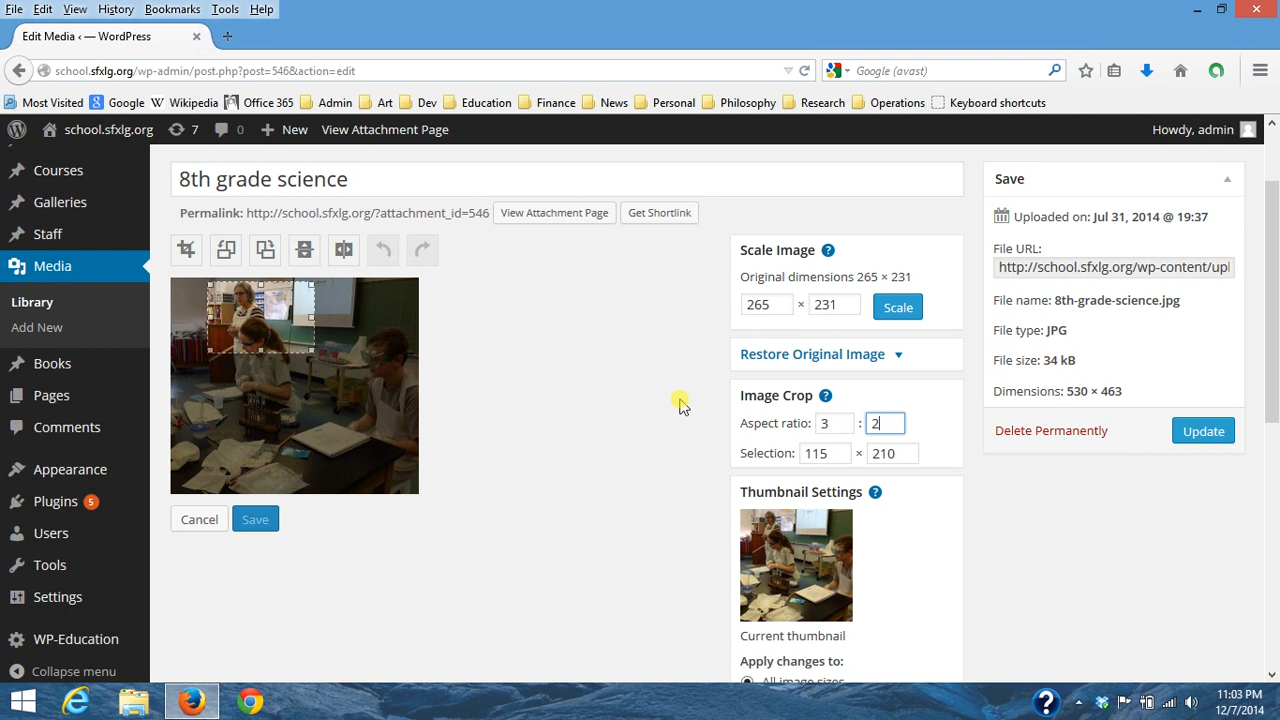 File Edit View History Bookmarks Tools Help
Edit Media ‹ — WordPress
school.sfxlg.org/wp-admin/post.php?post=546&action=edit
Google (avast)
Most Visited Google Wikipedia Office 365 Admin Art Dev Education Finance News Personal Philosophy Research Operations Keyboard shortcuts
school.sfxlg.org 7 0 New View Attachment Page Howdy, admin
Courses
Galleries
Staff
Media
Library
Add New
Books
Pages
Comments
Appearance
Plugins 5
Users
Tools
Settings
WP-Education
Collapse menu
8th grade science
Permalink: http://school.sfxlg.org/?attachment_id=546 View Attachment Page Get Shortlink
Cancel Save
Scale Image ?
Original dimensions 265 × 231
265 × 231 Scale
Restore Original Image
Image Crop ?
Aspect ratio: 3 : 2
Selection: 115 × 210
Thumbnail Settings ?
Current thumbnail
Apply changes to:
All image sizes
Save
Uploaded on: Jul 31, 2014 @ 19:37
File URL:
http://school.sfxlg.org/wp-content/upl
File name: 8th-grade-science.jpg
File type: JPG
File size: 34 kB
Dimensions: 530 × 463
Delete Permanently Update
11:03 PM
12/7/2014